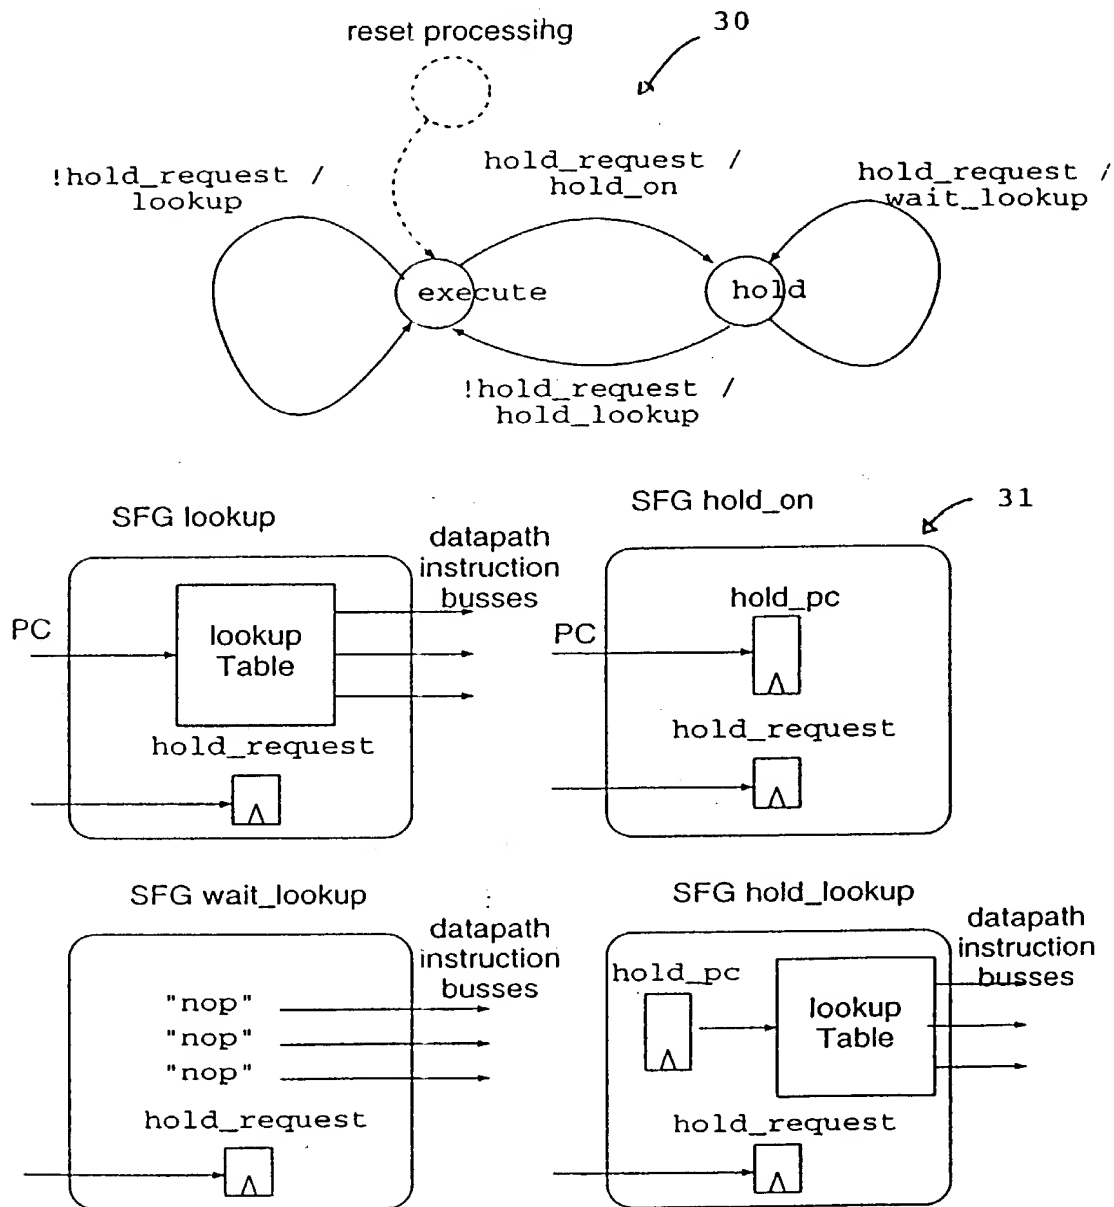 reset processing
30
!hold_request /
lookup
hold_request /
hold_on
hold_request /
wait_lookup
execute
hold
!hold_request /
hold_lookup
SFG lookup
datapath
instruction
busses
PC
lookup
Table
hold_request
SFG hold_on
31
hold_pc
PC
hold_request
SFG wait_lookup
datapath
instruction
busses
"nop"
"nop"
"nop"
hold_request
SFG hold_lookup
datapath
instruction
busses
hold_pc
lookup
Table
hold_request